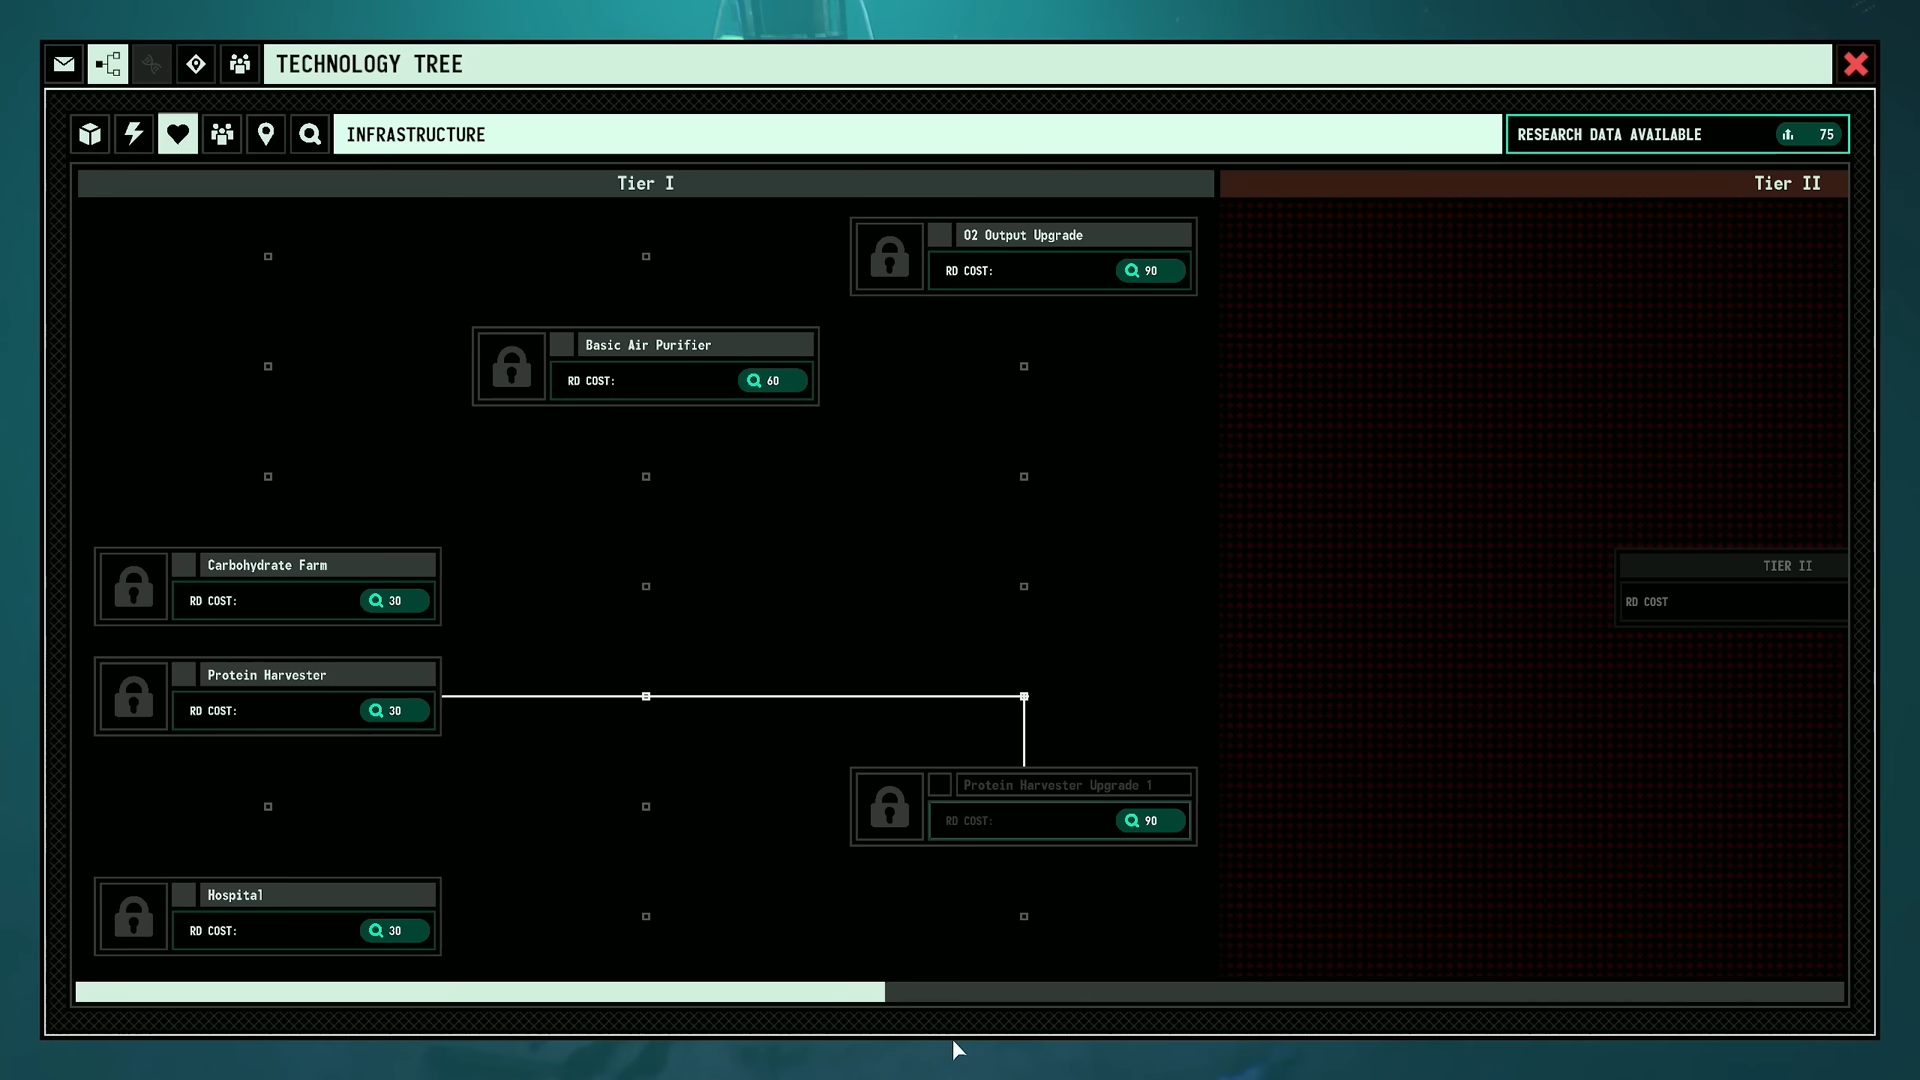 TECHNOLOGY TREE
INFRASTRUCTURE
RESEARCH DATA AVAILABLE 75
Tier I
Tier II
O2 Output Upgrade
RD COST: 90
Basic Air Purifier
RD COST: 60
Carbohydrate Farm
RD COST: 30
TIER II
RD COST
Protein Harvester
RD COST: 30
Protein Harvester Upgrade 1
RD COST: 90
Hospital
RD COST: 30